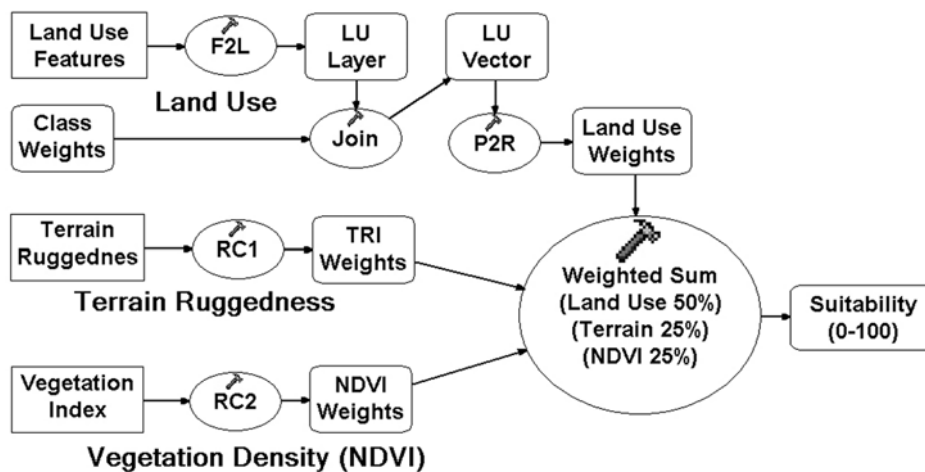 Land Use
Features
F2L
LU
Layer
LU
Vector
Land Use
Class
Weights
Join
P2R
Land Use
Weights
Terrain
Ruggednes
RC1
TRI
Weights
Terrain Ruggedness
Weighted Sum
(Land Use 50%)
(Terrain 25%)
(NDVI 25%)
Suitability
(0-100)
Vegetation
Index
RC2
NDVI
Weights
Vegetation Density (NDVI)